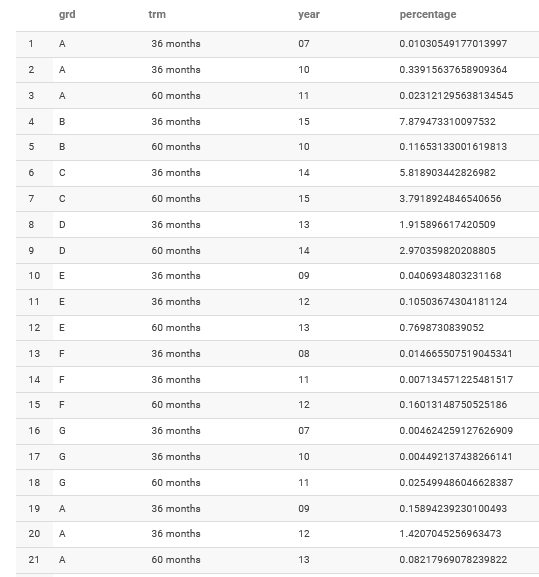 grd trm year percentage
1 A 36 months 07 0.01030549177013997
2 A 36 months 10 0.33915637658909364
3 A 60 months 11 0.023121295638134545
4 B 36 months 15 7.879473310097532
5 B 60 months 10 0.11653133001619813
6 C 36 months 14 5.818903442826982
7 C 60 months 15 3.7918924846540656
8 D 36 months 13 1.915896617420509
9 D 60 months 14 2.970359820208805
10 E 36 months 09 0.0406934803231168
11 E 36 months 12 0.10503674304181124
12 E 60 months 13 0.7698730839052
13 F 36 months 08 0.014665507519045341
14 F 36 months 11 0.007134571225481517
15 F 60 months 12 0.16013148750525186
16 G 36 months 07 0.004624259127626909
17 G 36 months 10 0.004492137438266141
18 G 60 months 11 0.025499486046628387
19 A 36 months 09 0.15894239230100493
20 A 36 months 12 1.4207045256963473
21 A 60 months 13 0.08217969078239822